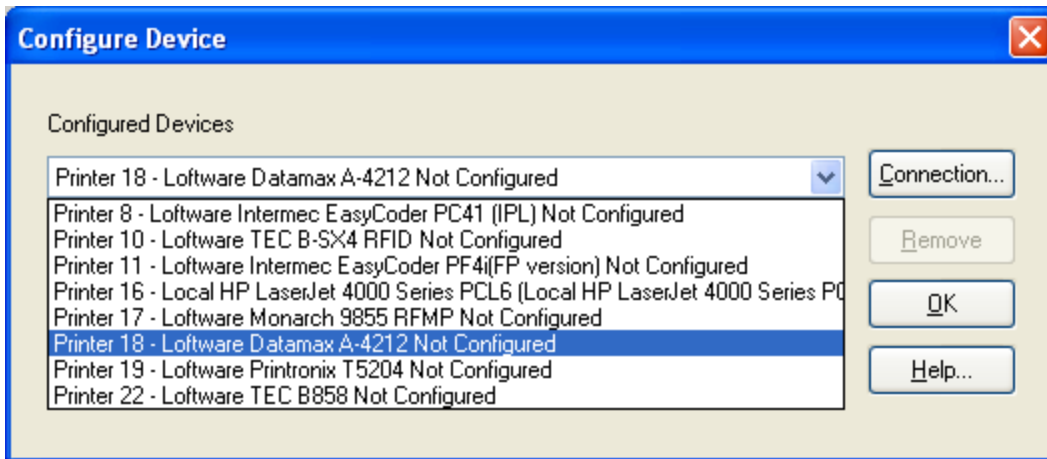 Configure Device
Configured Devices
Printer 18 - Loftware Datamax A-4212 Not Configured
Connection...
Printer 8 - Loftware Intermec EasyCoder PC41 (IPL) Not Configured
Printer 10 - Loftware TEC B-SX4 RFID Not Configured
Remove
Printer 11 - Loftware Intermec EasyCoder PF4i(FP version) Not Configured
Printer 16 - Local HP LaserJet 4000 Series PCL6 (Local HP LaserJet 4000 Series PC
OK
Printer 17 - Loftware Monarch 9855 RFMP Not Configured
Printer 18 - Loftware Datamax A-4212 Not Configured
Printer 19 - Loftware Printronix T5204 Not Configured
Help...
Printer 22 - Loftware TEC B858 Not Configured